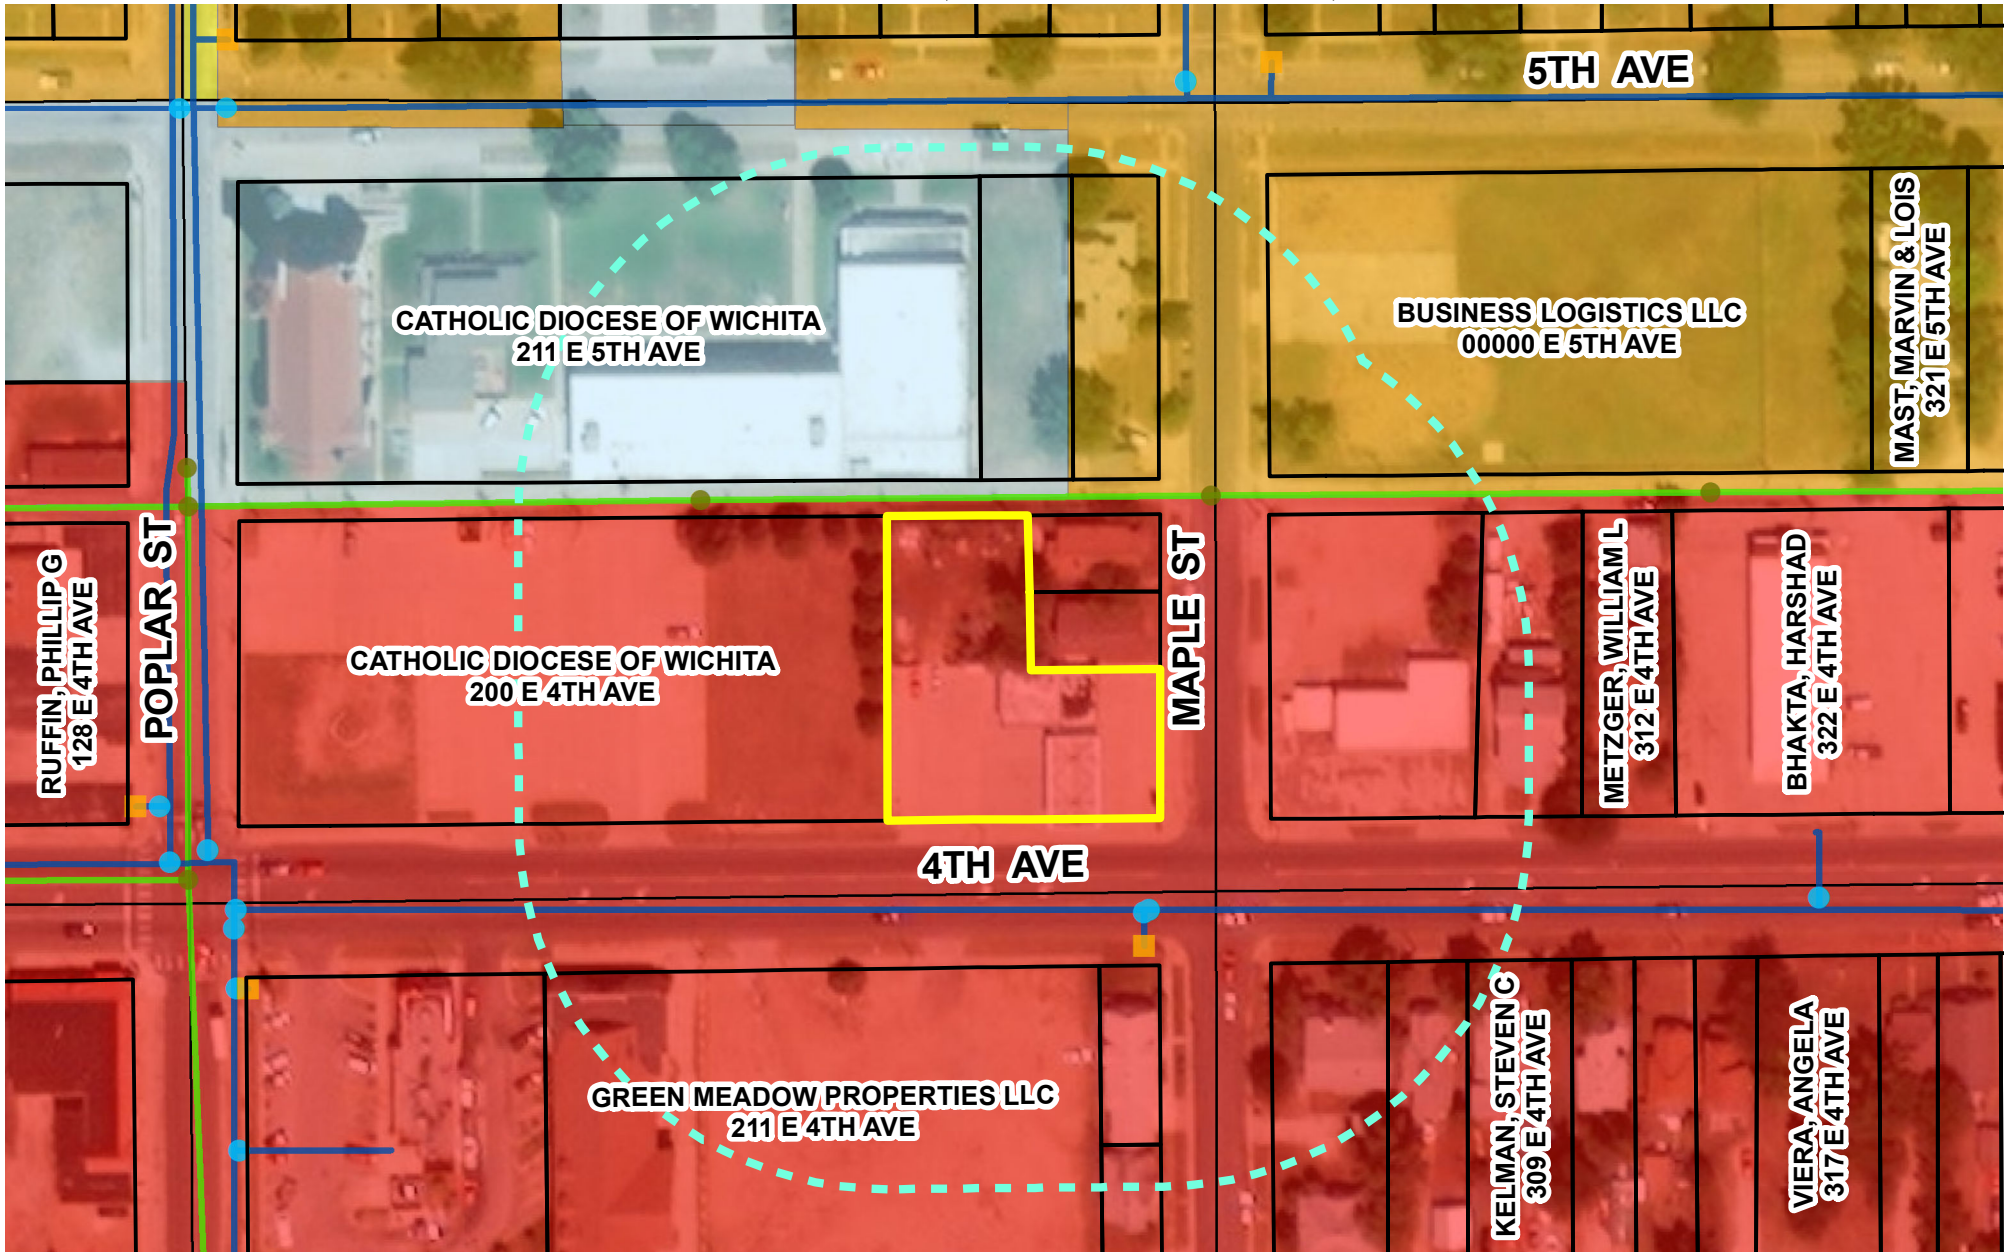 5TH AVE
MAST, MARVIN & LOIS
321 E 5TH AVE
CATHOLIC DIOCESE OF WICHITA
211 E 5TH AVE
BUSINESS LOGISTICS LLC
00000 E 5TH AVE
RUFFIN, PHILLIP G
128 E 4TH AVE
POPLAR ST
CATHOLIC DIOCESE OF WICHITA
200 E 4TH AVE
MAPLE ST
METZGER, WILLIAM L
312 E 4TH AVE
BHAKTA, HARSHAD
322 E 4TH AVE
4TH AVE
GREEN MEADOW PROPERTIES LLC
211 E 4TH AVE
KELMAN, STEVEN C
309 E 4TH AVE
VIERA, ANGELA
317 E 4TH AVE